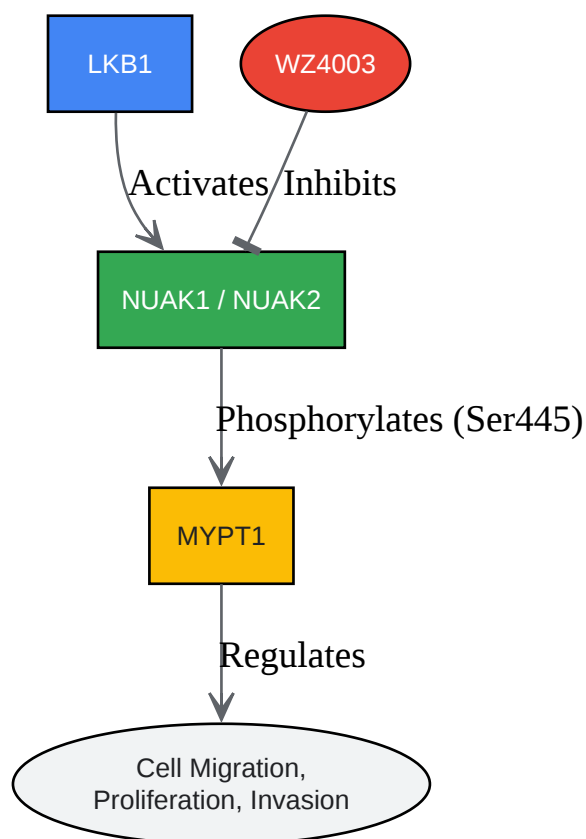 LKB1
WZ4003
Activates
Inhibits
NUAK1 / NUAK2
Phosphorylates (Ser445)
MYPT1
Regulates
Cell Migration,
Proliferation, Invasion